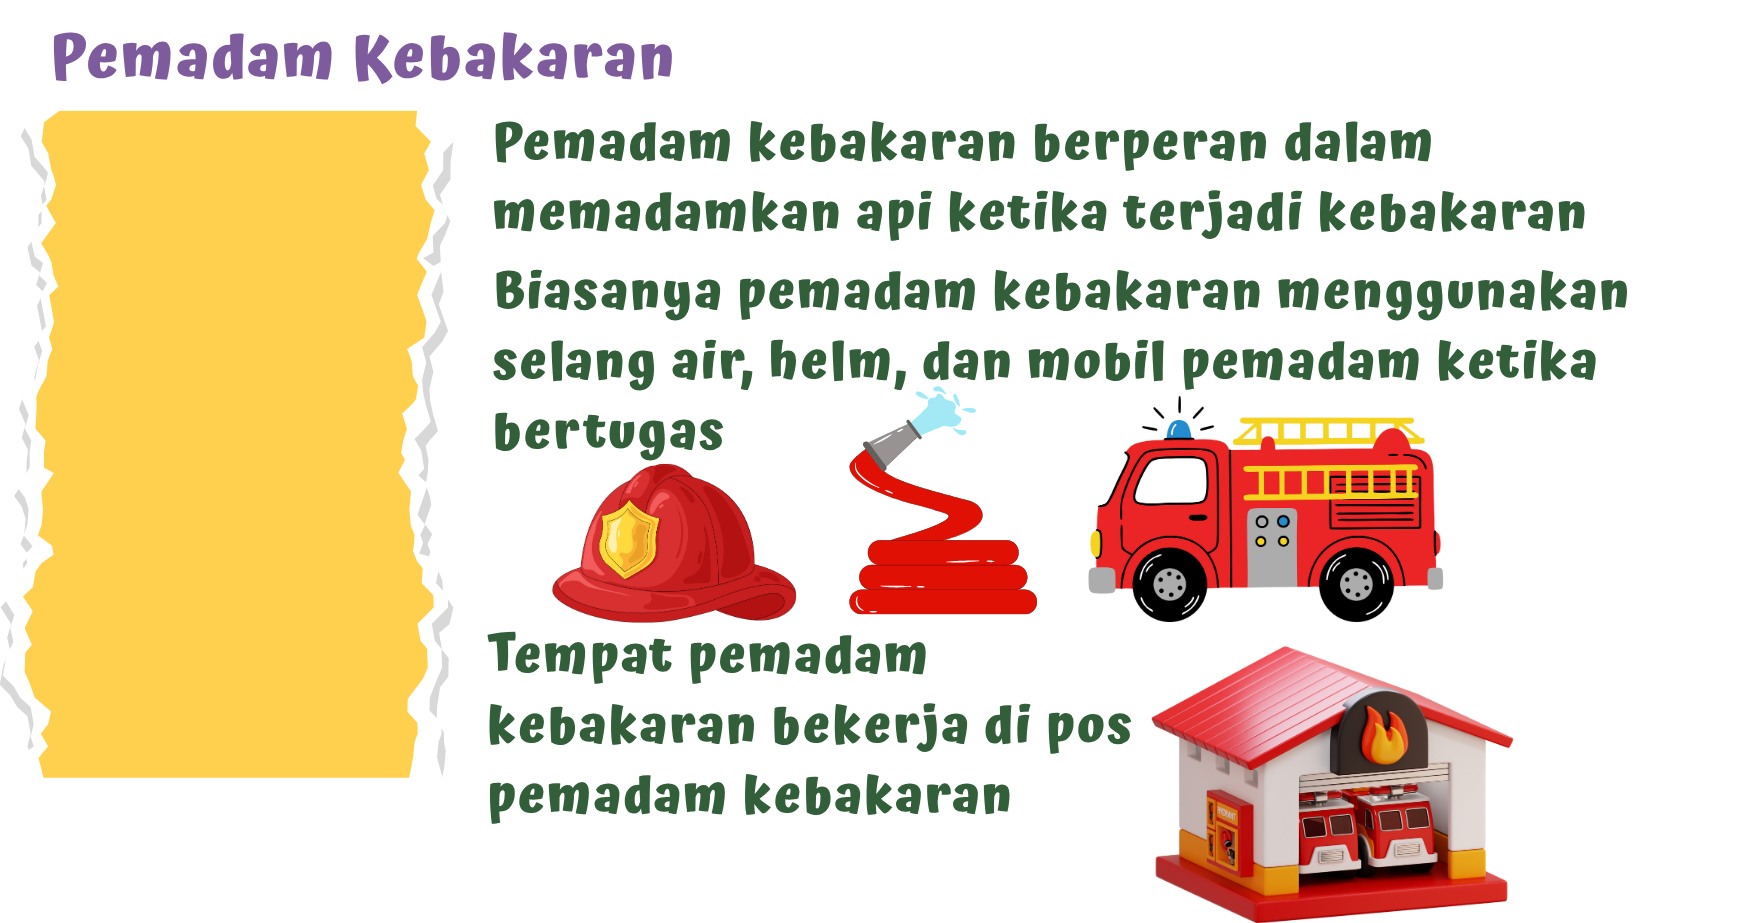 Pemadam Kebakaran
Pemadam kebakaran berperan dalam
memadamkan api ketika terjadi kebakaran
Biasanya pemadam kebakaran menggunakan
selang air, helm, dan mobil pemadam ketika
bertugas
Tempat pemadam
kebakaran bekerja di pos
pemadam kebakaran